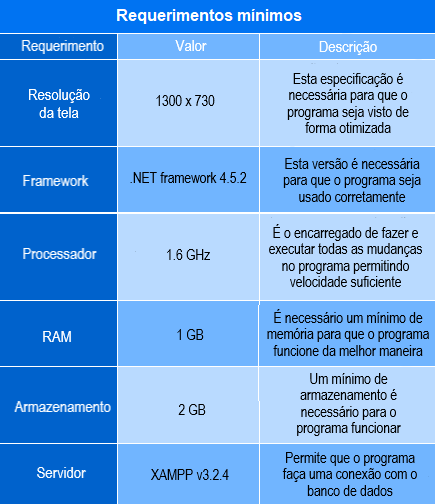 Requerimentos mínimos
Requerimento Valor Descrição
Resolução
da tela
1300 x 730
Esta especificação é
necessária para que o
programa seja visto de
forma otimizada
Framework
.NET framework 4.5.2
Esta versão é necessária
para que o programa seja
usado corretamente
Processador
1.6 GHz
É o encarregado de fazer e
executar todas as mudanças
no programa permitindo
velocidade suficiente
RAM
1 GB
É necessário um mínimo de
memória para que o programa
funcione da melhor maneira
Armazenamento
2 GB
Um mínimo de
armazenamento é
necessário para o
programa funcionar
Servidor
XAMPP v3.2.4
Permite que o programa
faça uma conexão com o
banco de dados